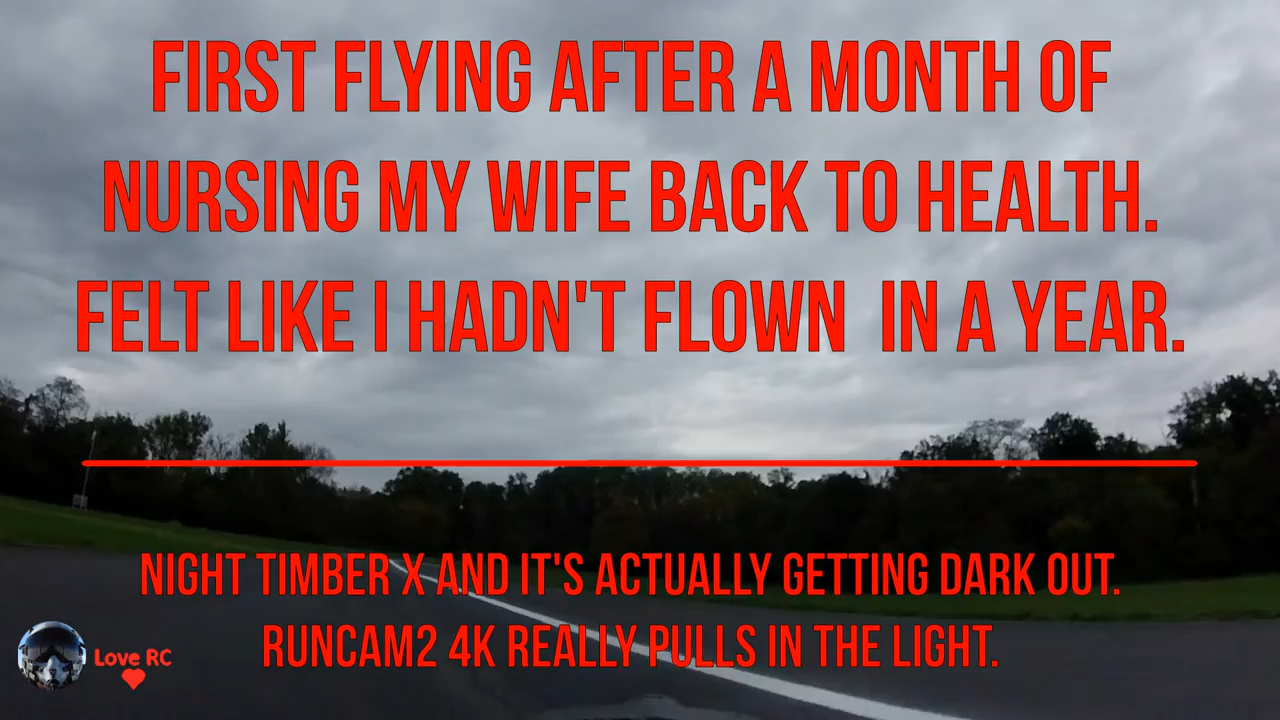 FIRST FLYING AFTER A MONTH OF
NURSING MY WIFE BACK TO HEALTH.
FELT LIKE I HADN'T FLOWN  IN A YEAR.
NIGHT TIMBER X AND IT'S ACTUALLY GETTING DARK OUT.
RUNCAM2 4K REALLY PULLS IN THE LIGHT.
Love RC